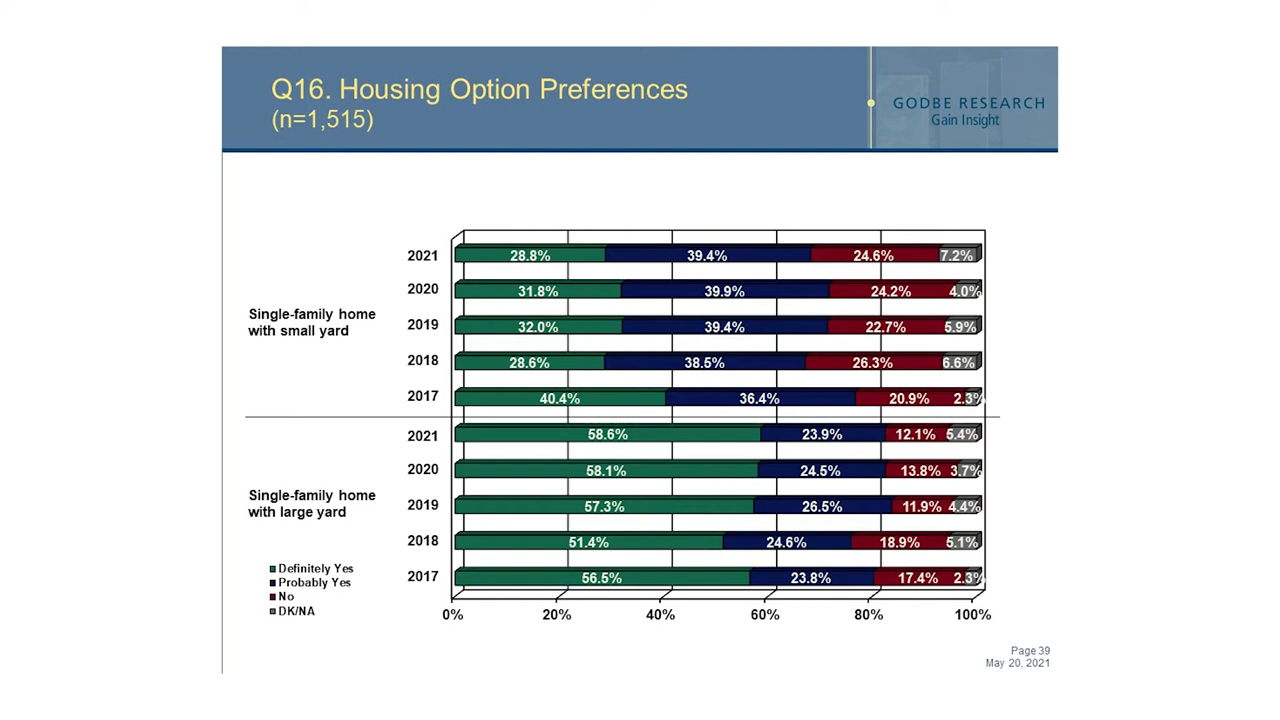 Q16. Housing Option Preferences
(n=1,515)
GODBE RESEARCH
Gain Insight
Single-family home
with small yard
2021 28.8% 39.4% 24.6% 7.2%
2020 31.8% 39.9% 24.2% 4.0%
2019 32.0% 39.4% 22.7% 5.9%
2018 28.6% 38.5% 26.3% 6.6%
2017 40.4% 36.4% 20.9% 2.3%
Single-family home
with large yard
2021 58.6% 23.9% 12.1% 5.4%
2020 58.1% 24.5% 13.8% 3.7%
2019 57.3% 26.5% 11.9% 4.4%
2018 51.4% 24.6% 18.9% 5.1%
2017 56.5% 23.8% 17.4% 2.3%
Definitely Yes
Probably Yes
No
DK/NA
0% 20% 40% 60% 80% 100%
Page 39
May 20, 2021